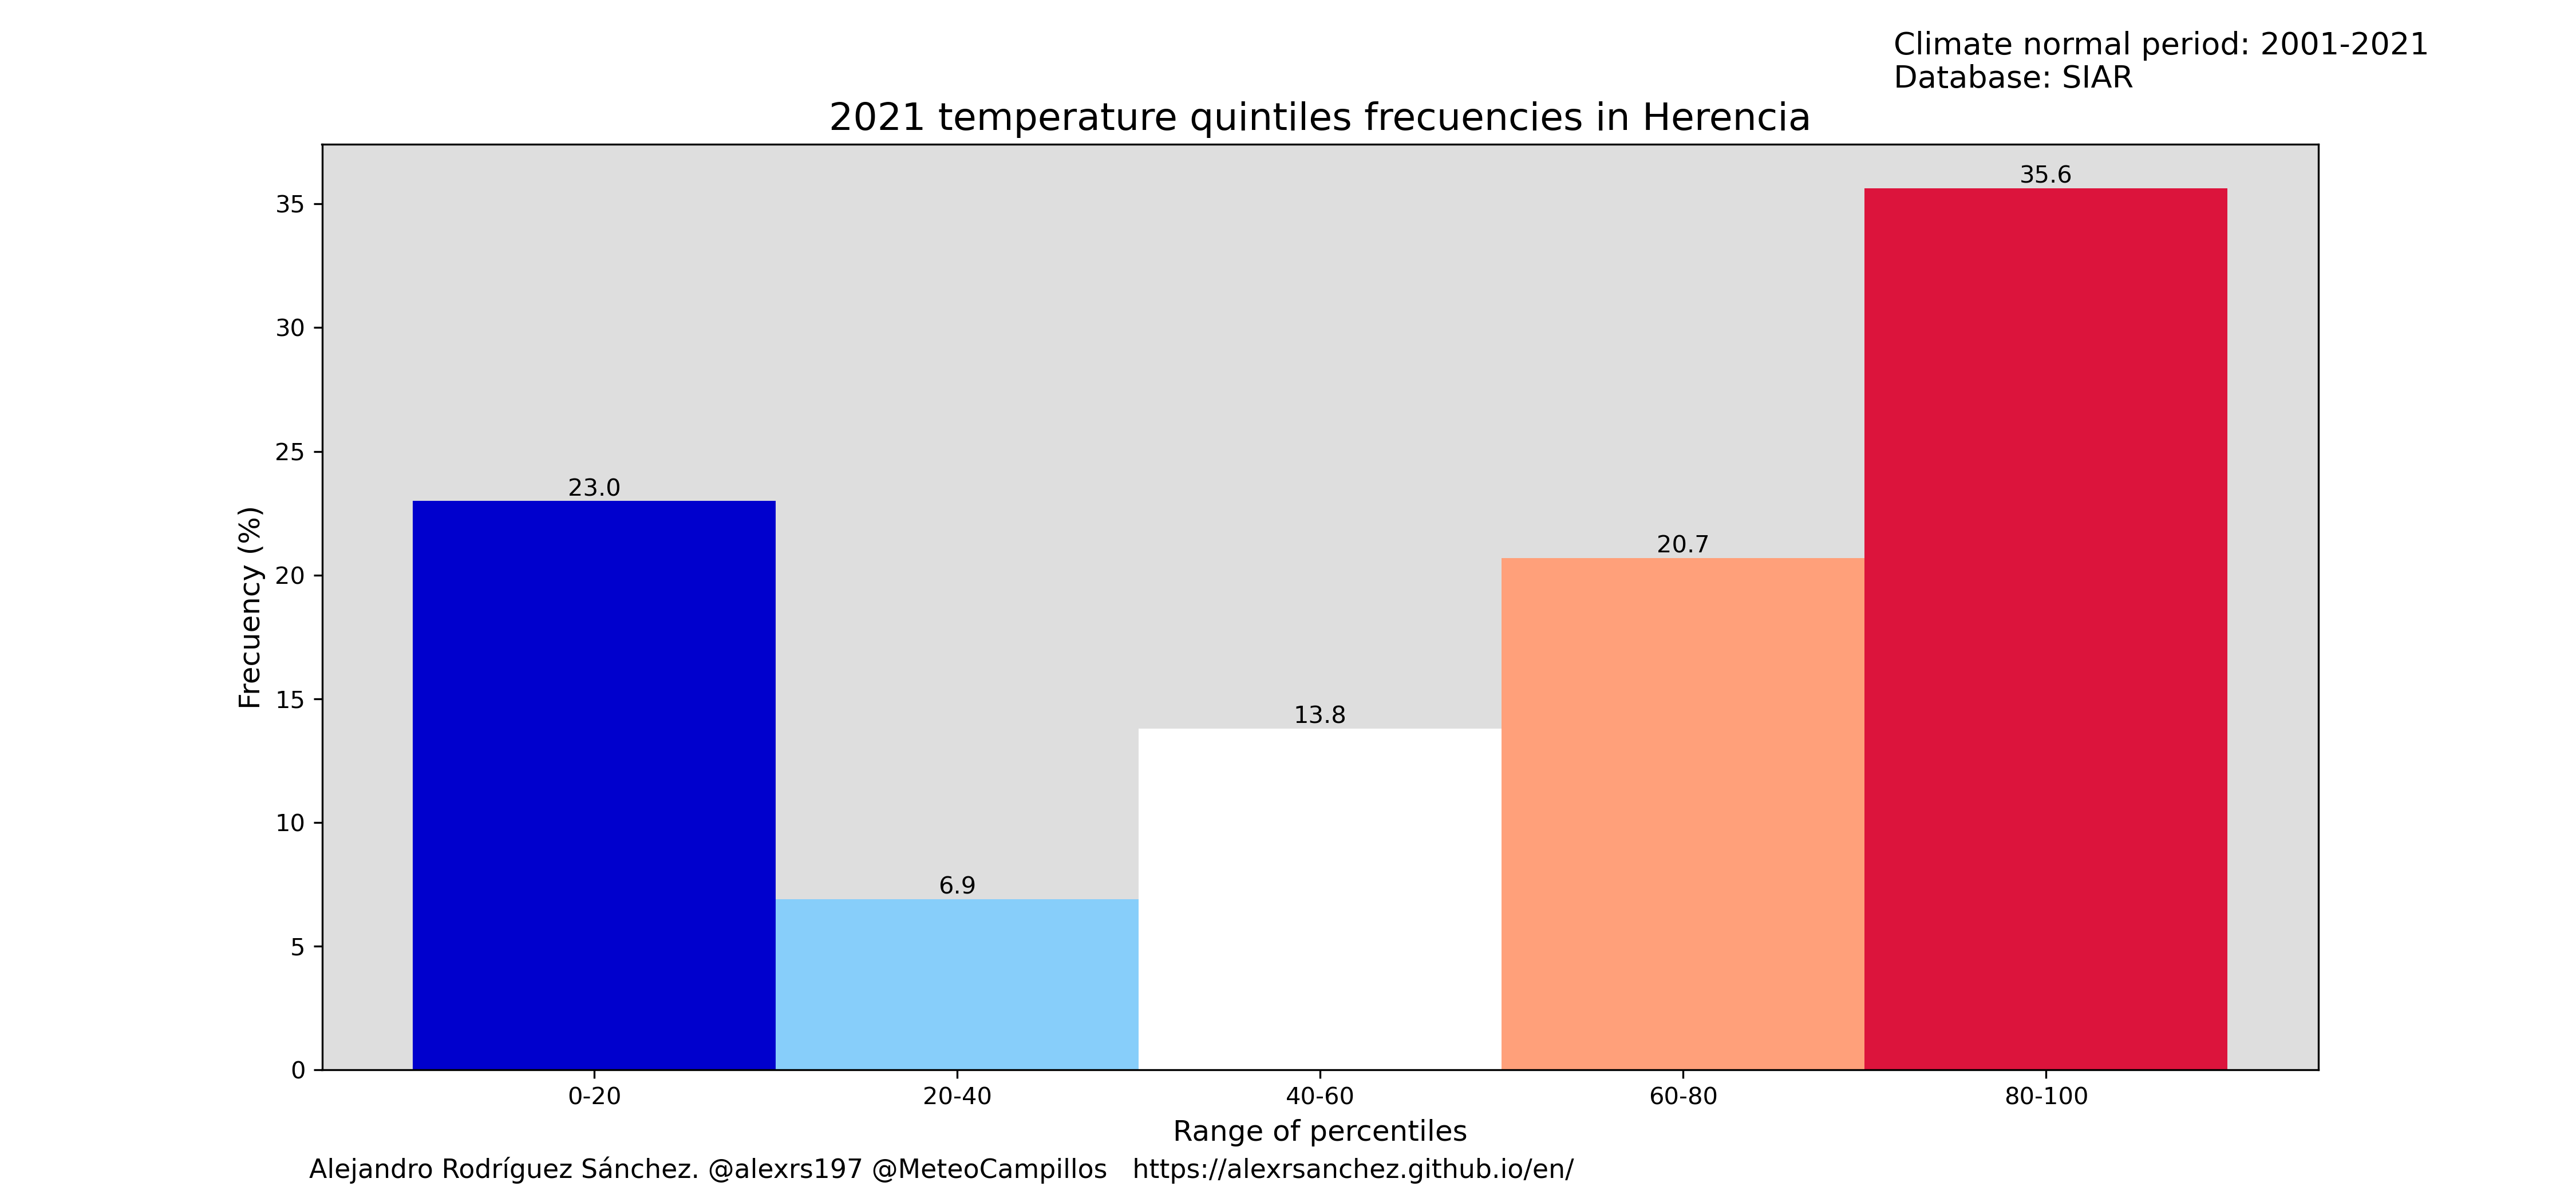 Climate normal period: 2001-2021
Database: SIAR
2021 temperature quintiles frecuencies in Herencia
35.6
35
30
25
23.0
20.7
20
15
13.8
10
6.9
5
0
Frecuency (%)
0-20 20-40 40-60 60-80 80-100
Range of percentiles
Alejandro Rodríguez Sánchez. @alexrs197 @MeteoCampillos https://alexrsanchez.github.io/en/